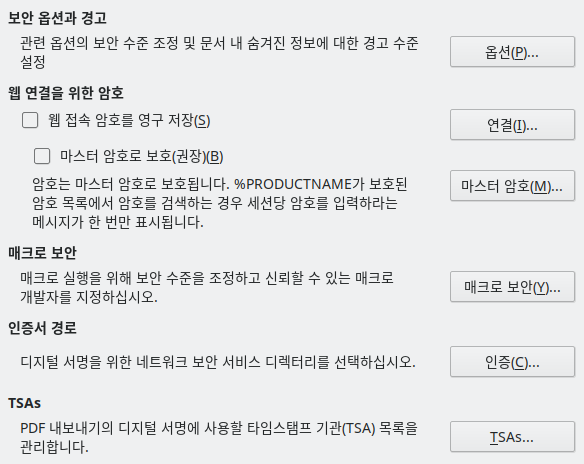 보안 옵션과 경고
관련 옵션의 보안 수준 조정 및 문서 내 숨겨진 정보에 대한 경고 수준
설정
옵션(P)...
웹 연결을 위한 암호
웹 접속 암호를 영구 저장(S)
연결(I)...
마스터 암호로 보호(권장)(B)
암호는 마스터 암호로 보호됩니다. %PRODUCTNAME가 보호된
암호 목록에서 암호를 검색하는 경우 세션당 암호를 입력하라는
메시지가 한 번만 표시됩니다.
마스터 암호(M)...
매크로 보안
매크로 실행을 위해 보안 수준을 조정하고 신뢰할 수 있는 매크로
개발자를 지정하십시오.
매크로 보안(Y)...
인증서 경로
디지털 서명을 위한 네트워크 보안 서비스 디렉터리를 선택하십시오.
인증(C)...
TSAs
PDF 내보내기의 디지털 서명에 사용할 타임스탬프 기관(TSA) 목록을
관리합니다.
TSAs...